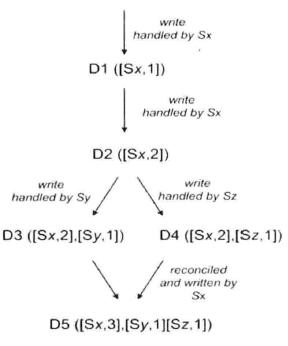 write
handled by Sx
D1 ([Sx,1])
write
handled by Sx
D2 ([Sx,2])
write
handled by Sy
write
handled by Sz
D3 ([Sx,2],[Sy,1])
D4 ([Sx,2],[Sz,1])
reconciled
and written by
Sx
D5 ([Sx,3],[Sy,1][Sz,1])